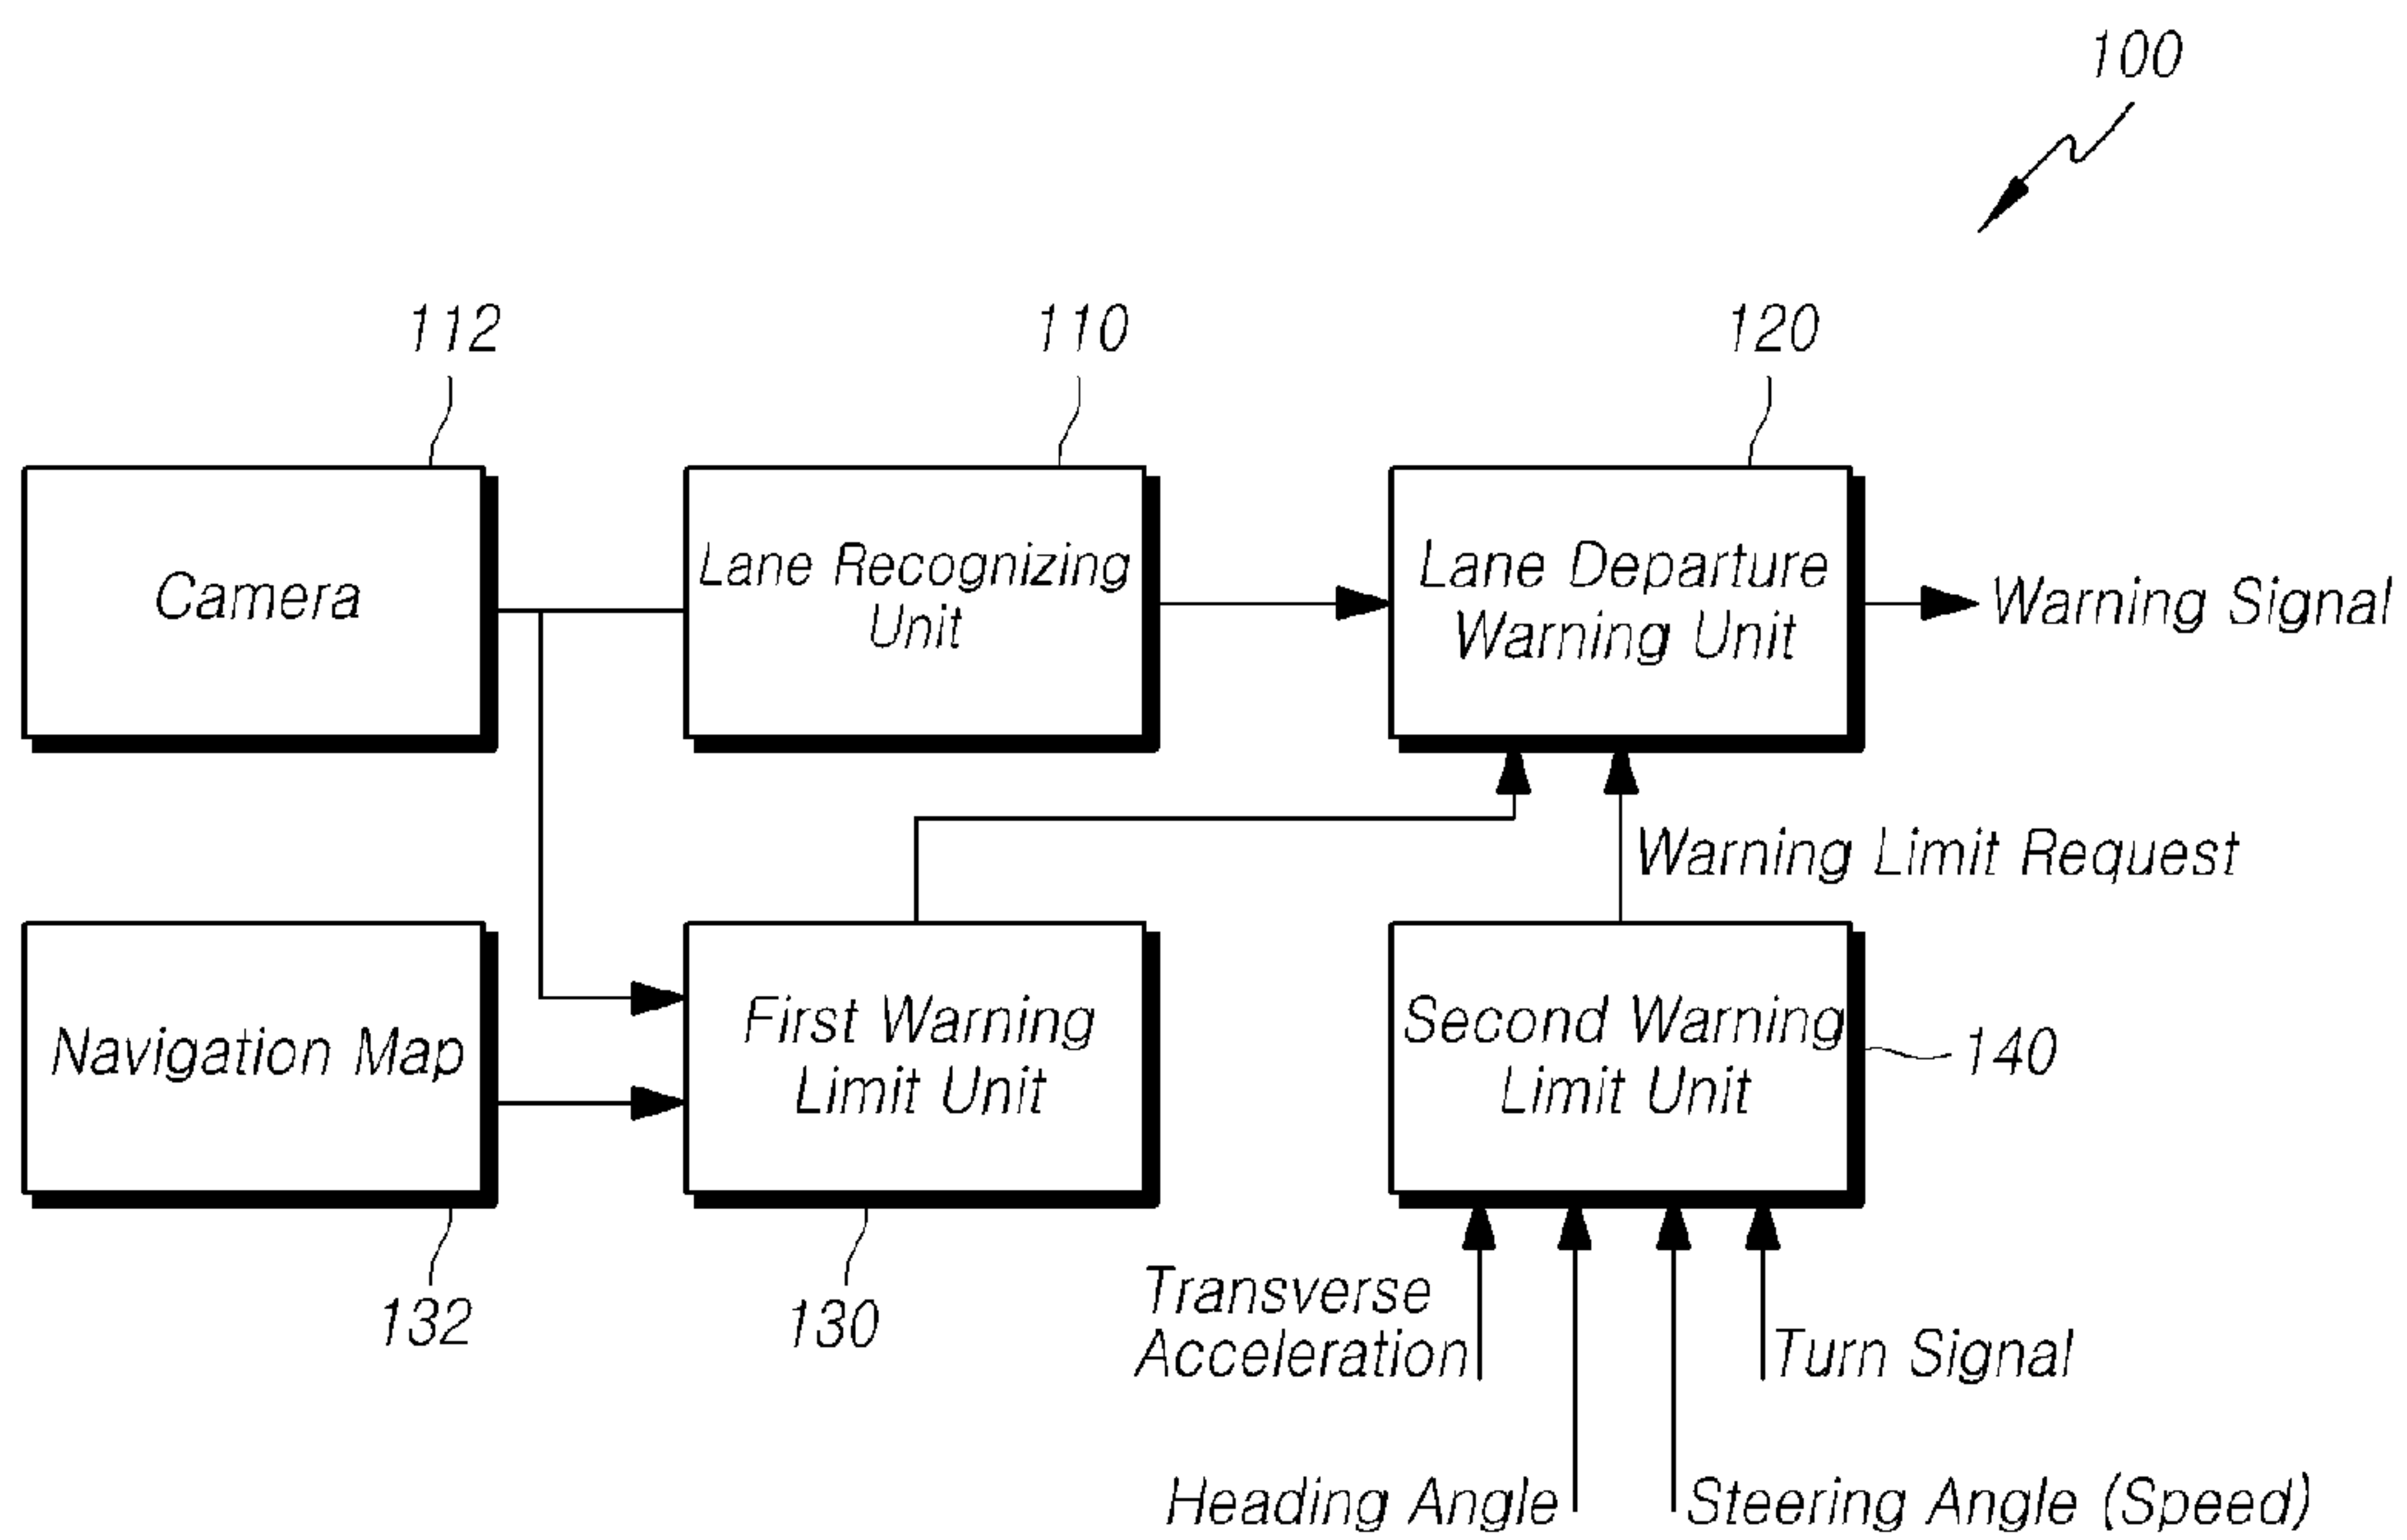 100
112
110
120
Camera
Lane Recognizing
Unit
Lane Departure
Warning Unit
Warning Signal
Warning Limit Request
Navigation Map
First Warning
Limit Unit
Second Warning
Limit Unit
140
132
130
Transverse
Acceleration
Turn Signal
Heading Angle
Steering Angle (Speed)